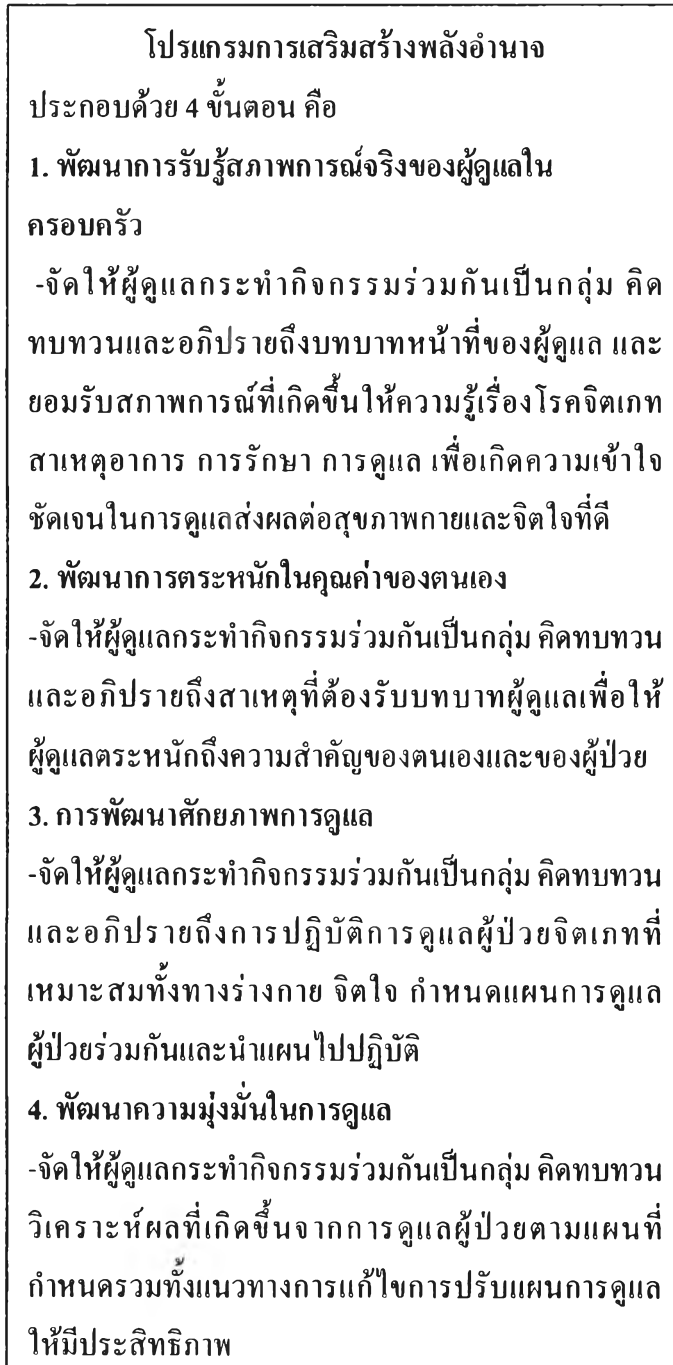 โปรแกรมการเสริมสร้างพลังอำนาจ
ประกอบด้วย 4 ขั้นตอน คือ
1. พัฒนาการรับรู้สภาพการณ์จริงของผู้ดูแลใน
ครอบครัว
-จัดให้ผู้ดูแลกระทำกิจกรรมร่วมกันเป็นกลุ่ม คิด
ทบทวนและอภิปรายถึงบทบาทหน้าที่ของผู้ดูแล และ
ยอมรับสภาพการณ์ที่เกิดขึ้นให้ความรู้เรื่องโรคจิตเภท
สาเหตุอาการ การรักษา การดูแล เพื่อเกิดความเข้าใจ
ชัดเจนในการดูแลส่งผลต่อสุขภาพกายและจิตใจที่ดี
2. พัฒนาการตระหนักในคุณค่าของตนเอง
-จัดให้ผู้ดูแลกระทำกิจกรรมร่วมกันเป็นกลุ่ม คิดทบทวน
และอภิปรายถึงสาเหตุที่ต้องรับบทบาทผู้ดูแลเพื่อให้
ผู้ดูแลตระหนักถึงความสำคัญของตนเองและของผู้ป่วย
3. การพัฒนาศักยภาพการดูแล
-จัดให้ผู้ดูแลกระทำกิจกรรมร่วมกันเป็นกลุ่ม คิดทบทวน
และอภิปรายถึงการปฏิบัติการดูแลผู้ป่วยจิตเภทที่
เหมาะสมทั้งทางร่างกาย จิตใจ กำหนดแผนการดูแล
ผู้ป่วยร่วมกันและนำแผนไปปฏิบัติ
4. พัฒนาความมุ่งมั่นในการดูแล
-จัดให้ผู้ดูแลกระทำกิจกรรมร่วมกันเป็นกลุ่ม คิดทบทวน
วิเคราะห์ผลที่เกิดขึ้นจากการดูแลผู้ป่วยตามแผนที่
กำหนดรวมทั้งแนวทางการแก้ไขการปรับแผนการดูแล
ให้มีประสิทธิภาพ